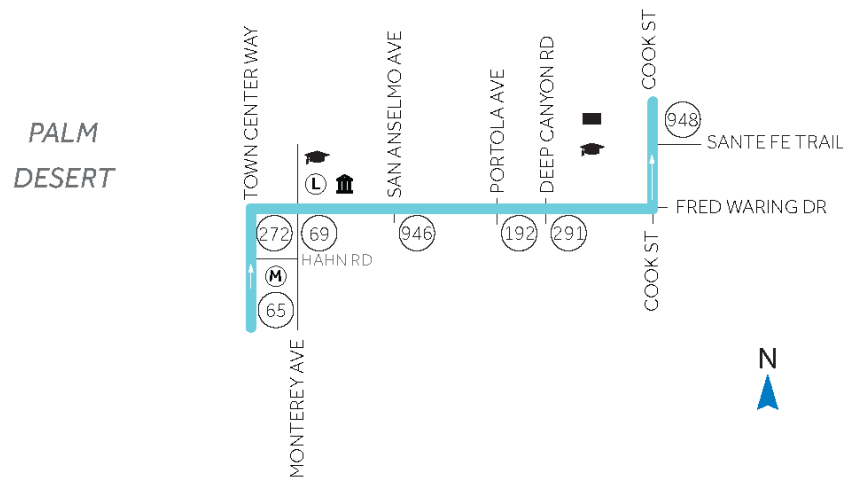 TOWN CENTER WAY
SAN ANSELMO AVE
PORTOLA AVE
DEEP CANYON RD
COOK ST
PALM
DESERT
948
SANTE FE TRAIL
L
FRED WARING DR
272
69
946
192
291
HAHN RD
M
65
COOK ST
MONTEREY AVE
N